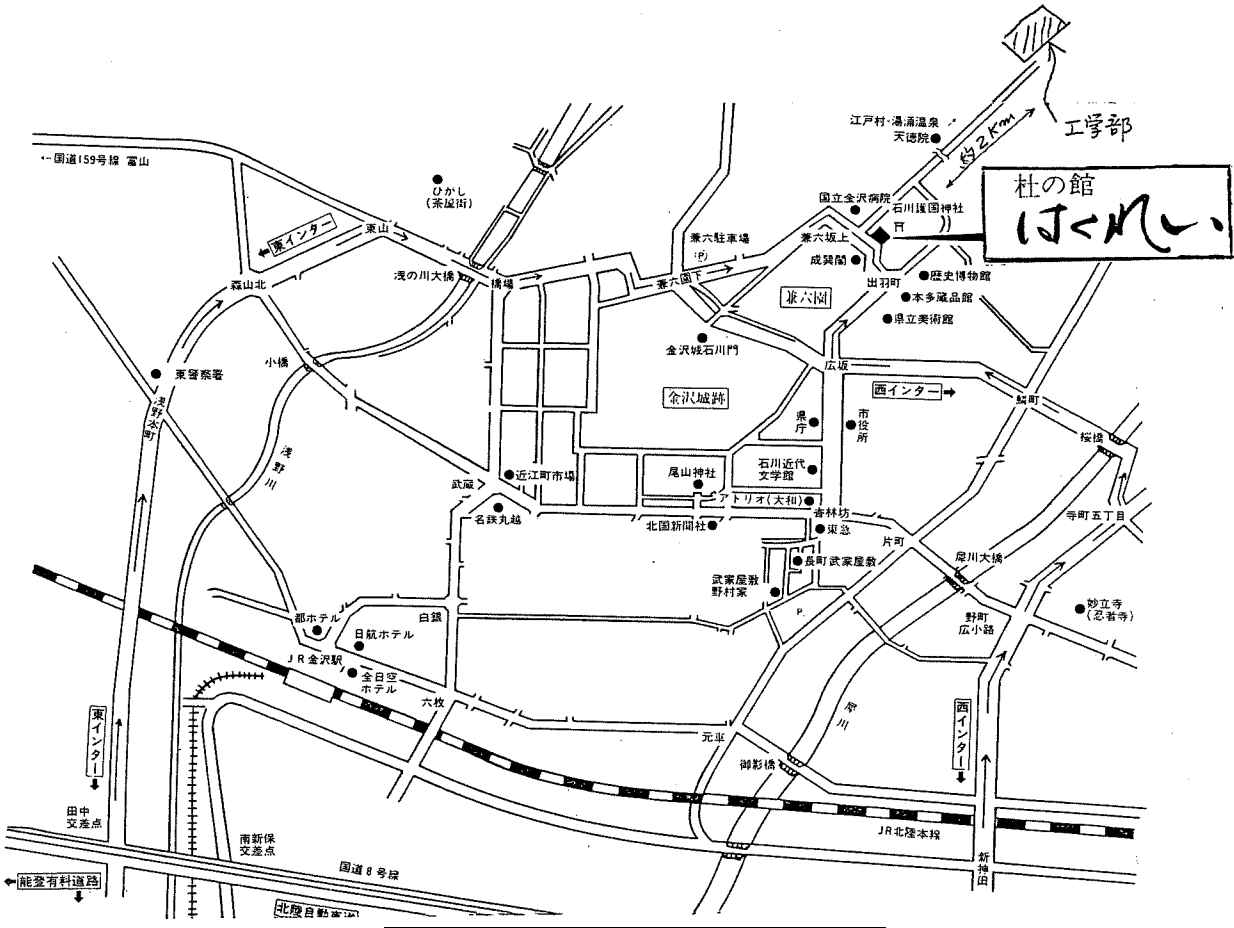 工学部
約2Km
江戸村・湯涌温泉
天徳院
杜の館
はくれい
←国道159号線 富山
ひかし
(茶屋街)
国立金沢病院
石川護国神社
東インター
東山
兼六駐車場
(P)
兼六坂上
成巽閣
浅の川大橋
橋場
兼六園下
出羽町
歴史博物館
森山北
兼六園
本多蔵品館
県立美術館
金沢城石川門
小橋
広坂
東警察署
金沢城跡
西インター
鱗町
浅野本町
県庁
市役所
桜橋
浅野川
近江町市場
尾山神社
石川近代
文学館
武蔵
アトリオ(大和)
香林坊
寺町五丁目
名鉄丸越
北国新聞社
東急
片町
犀川大橋
長町武家屋敷
武家屋敷
野村家
P.
妙立寺
(忍者寺)
野町
広小路
白銀
都ホテル
日航ホテル
JR金沢駅
全日空
ホテル
六枚
犀川
東インター
西インター
元車
御影橋
田中
交差点
JR北陸本線
南新保
交差点
新神田
国道8号線
能登有料道路
北陸自動車道